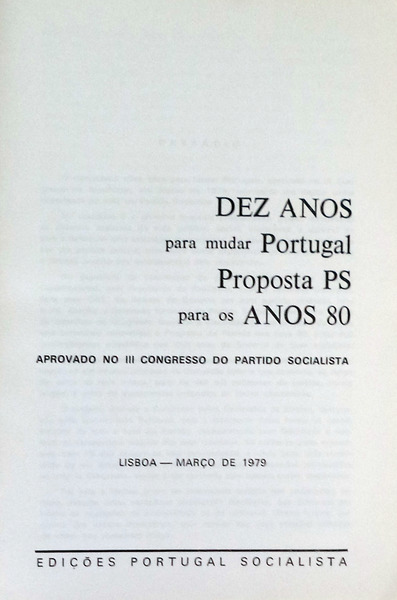 DEZ ANOS
para mudar Portugal
Proposta PS
para os ANOS 80
APROVADO NO III CONGRESSO DO PARTIDO SOCIALISTA
LISBOA — MARÇO DE 1979
EDIÇÕES PORTUGAL SOCIALISTA